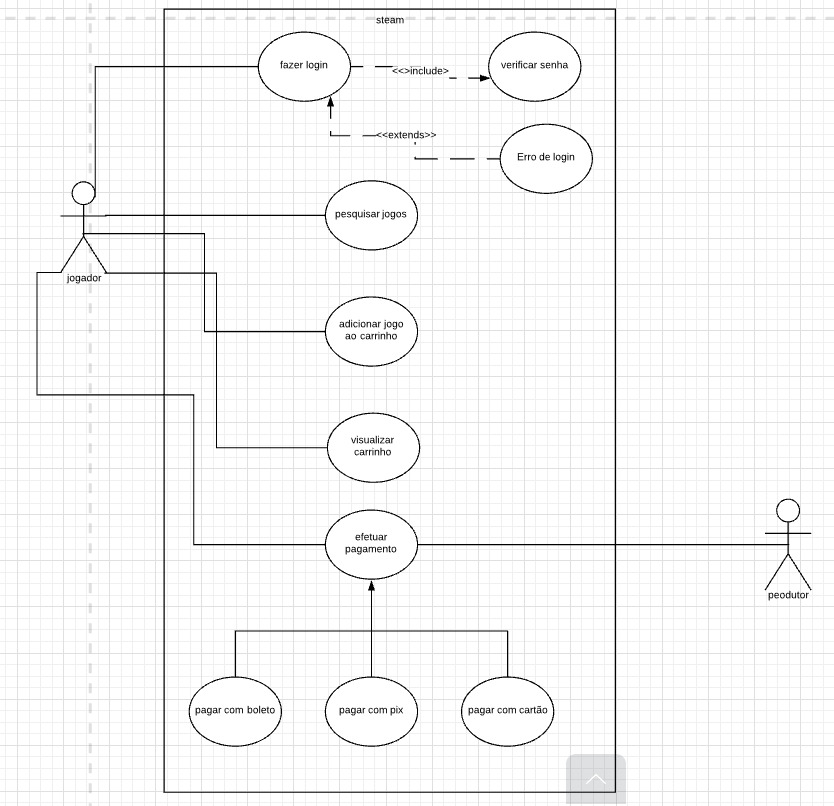 steam
fazer login
<<>include>
verificar senha
<<extends>>
Erro de login
pesquisar jogos
jogador
adicionar jogo
ao carrinho
visualizar
carrinho
efetuar
pagamento
peodutor
pagar com boleto
pagar com pix
pagar com cartão